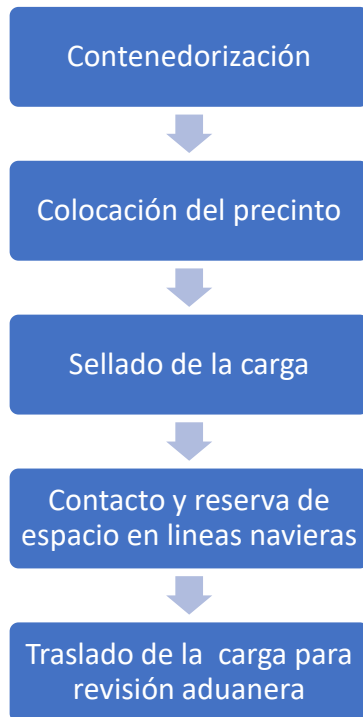 Contenedorización
Colocación del precinto
Sellado de la carga
Contacto y reserva de
espacio en lineas navieras
Traslado de la  carga para
revisión aduanera